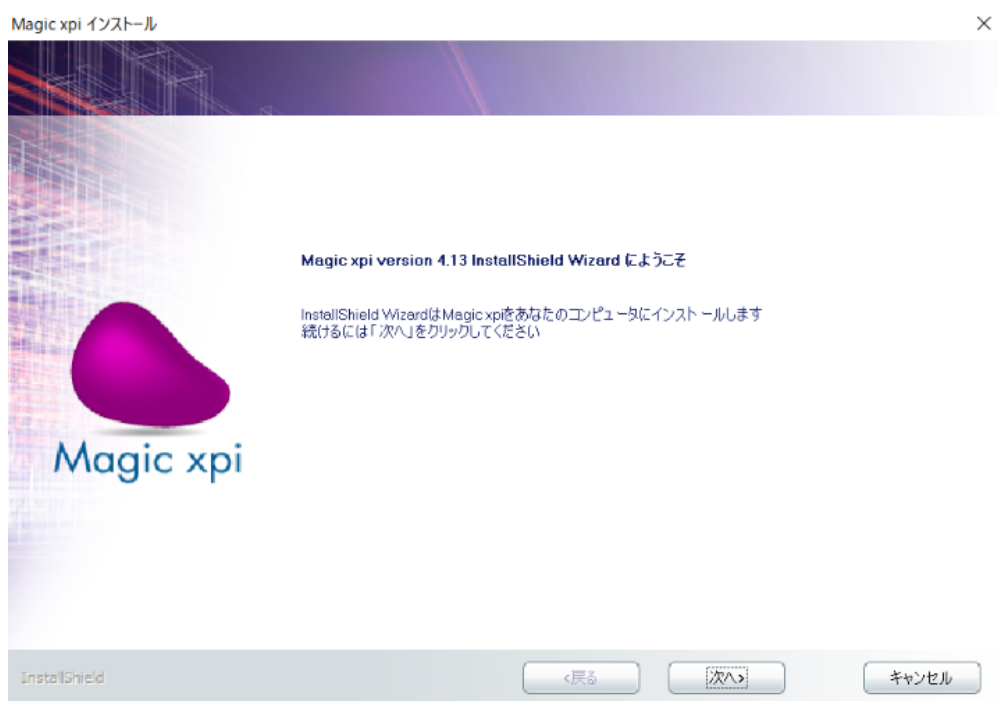 Magic xpi インストール
Magic xpi version 4.13 InstallShield Wizard にようこそ
InstallShield WizardはMagic xpiをあなたのコンピュータにインストールします
続けるには「次へ」をクリックしてください
Magic xpi
InstallShield
<戻る
次へ>
キャンセル